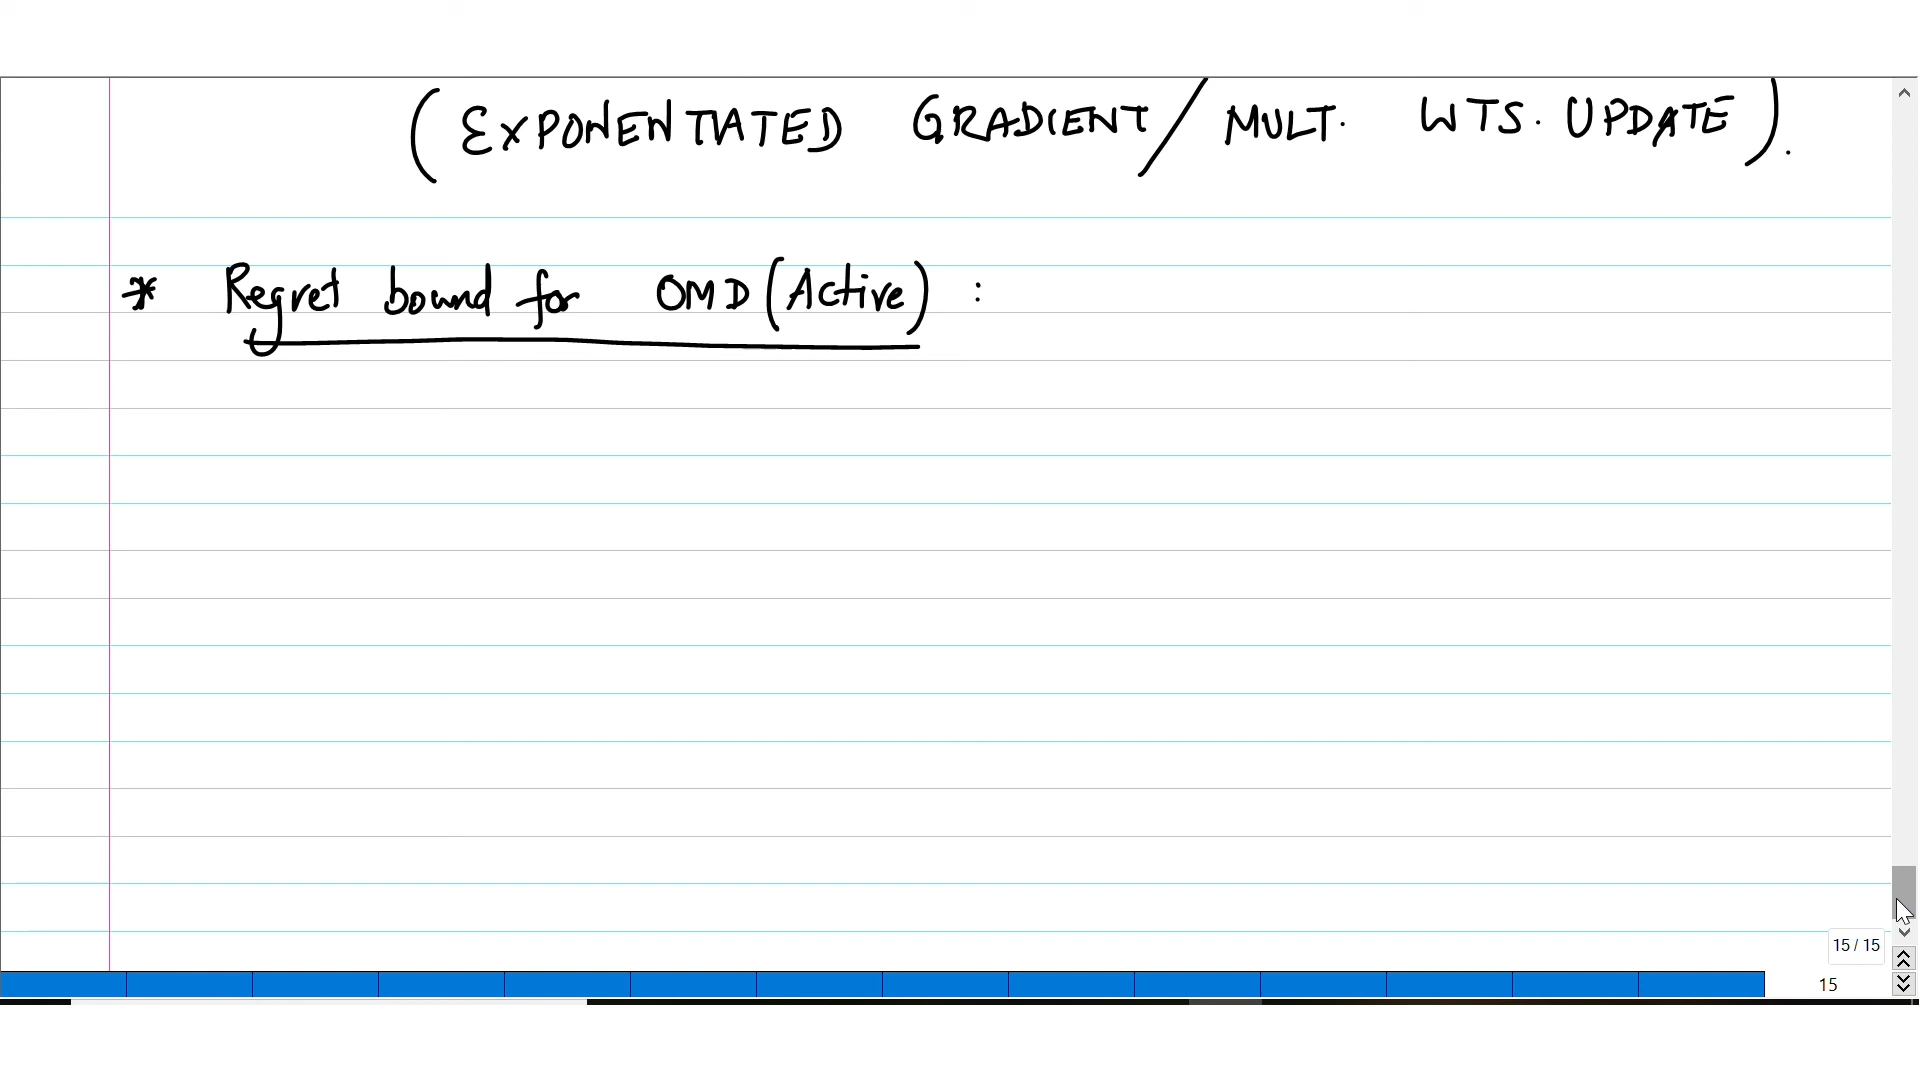 (EXPONENTIATED GRADIENT/MULT. WTS. UPDATE).
* Regret bound for OMD (Active) :
15 / 15
15